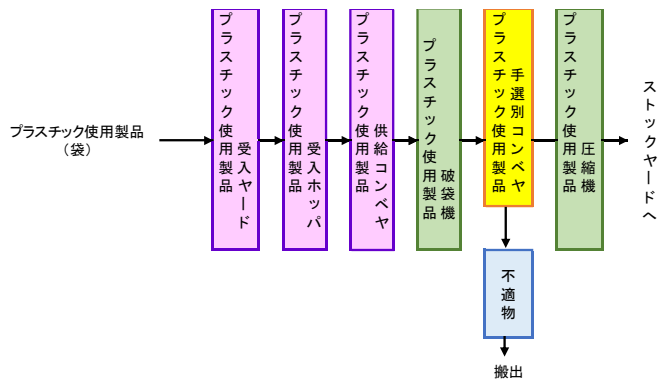 プラスチック使用製品
（袋）
プラスチック使用製品
受入ヤード
プラスチック使用製品
受入ホッパ
プラスチック使用製品
供給コンベヤ
プラスチック使用製品
破袋機
プラスチック使用製品
手選別コンベヤ
プラスチック使用製品
圧縮機
ストックヤードへ
不適物
搬出